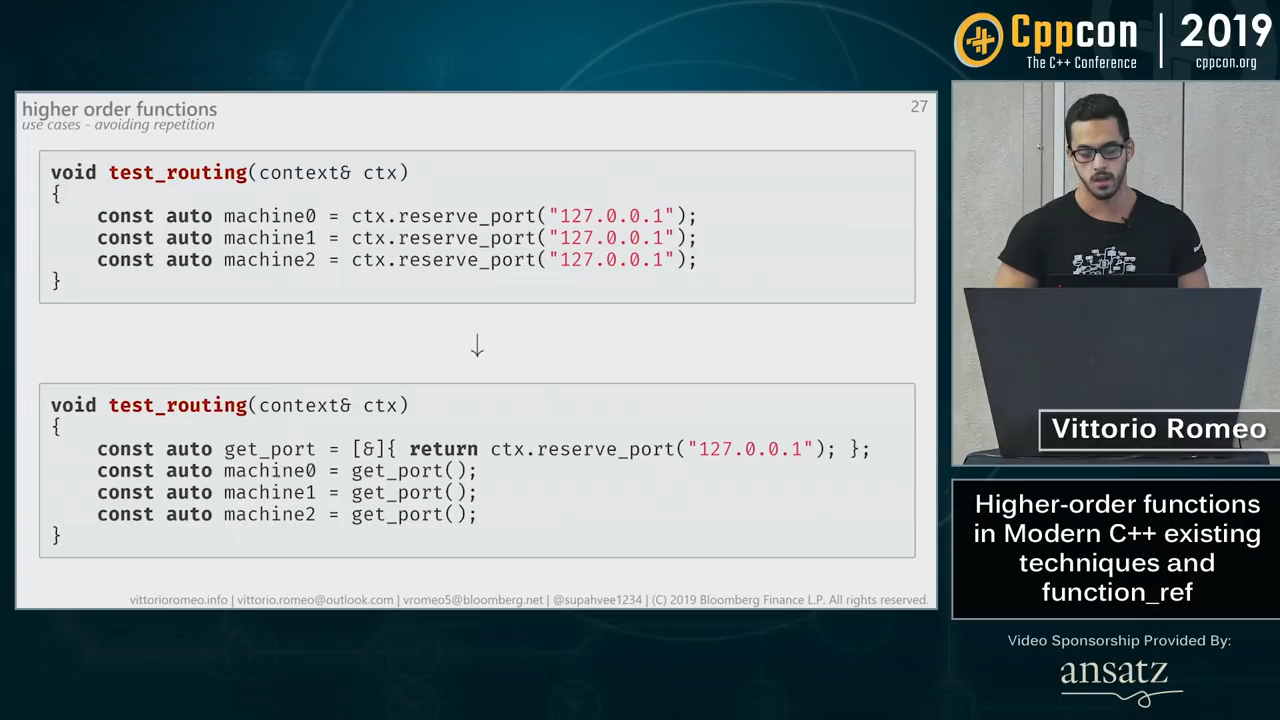 Cppcon | 2019
The C++ Conference
cppcon.org
higher order functions
use cases - avoiding repetition
27
void test_routing(context& ctx)
{
    const auto machine0 = ctx.reserve_port("127.0.0.1");
    const auto machine1 = ctx.reserve_port("127.0.0.1");
    const auto machine2 = ctx.reserve_port("127.0.0.1");
}
↓
void test_routing(context& ctx)
{
    const auto get_port = [&]{ return ctx.reserve_port("127.0.0.1"); };
    const auto machine0 = get_port();
    const auto machine1 = get_port();
    const auto machine2 = get_port();
}
vittorioromeo.info | vittorio.romeo@outlook.com | vromeo5@bloomberg.net | @supahvee1234 | (C) 2019 Bloomberg Finance L.P. All rights reserved.
Vittorio Romeo
Higher-order functions
in Modern C++ existing
techniques and
function_ref
Video Sponsorship Provided By:
ansatz